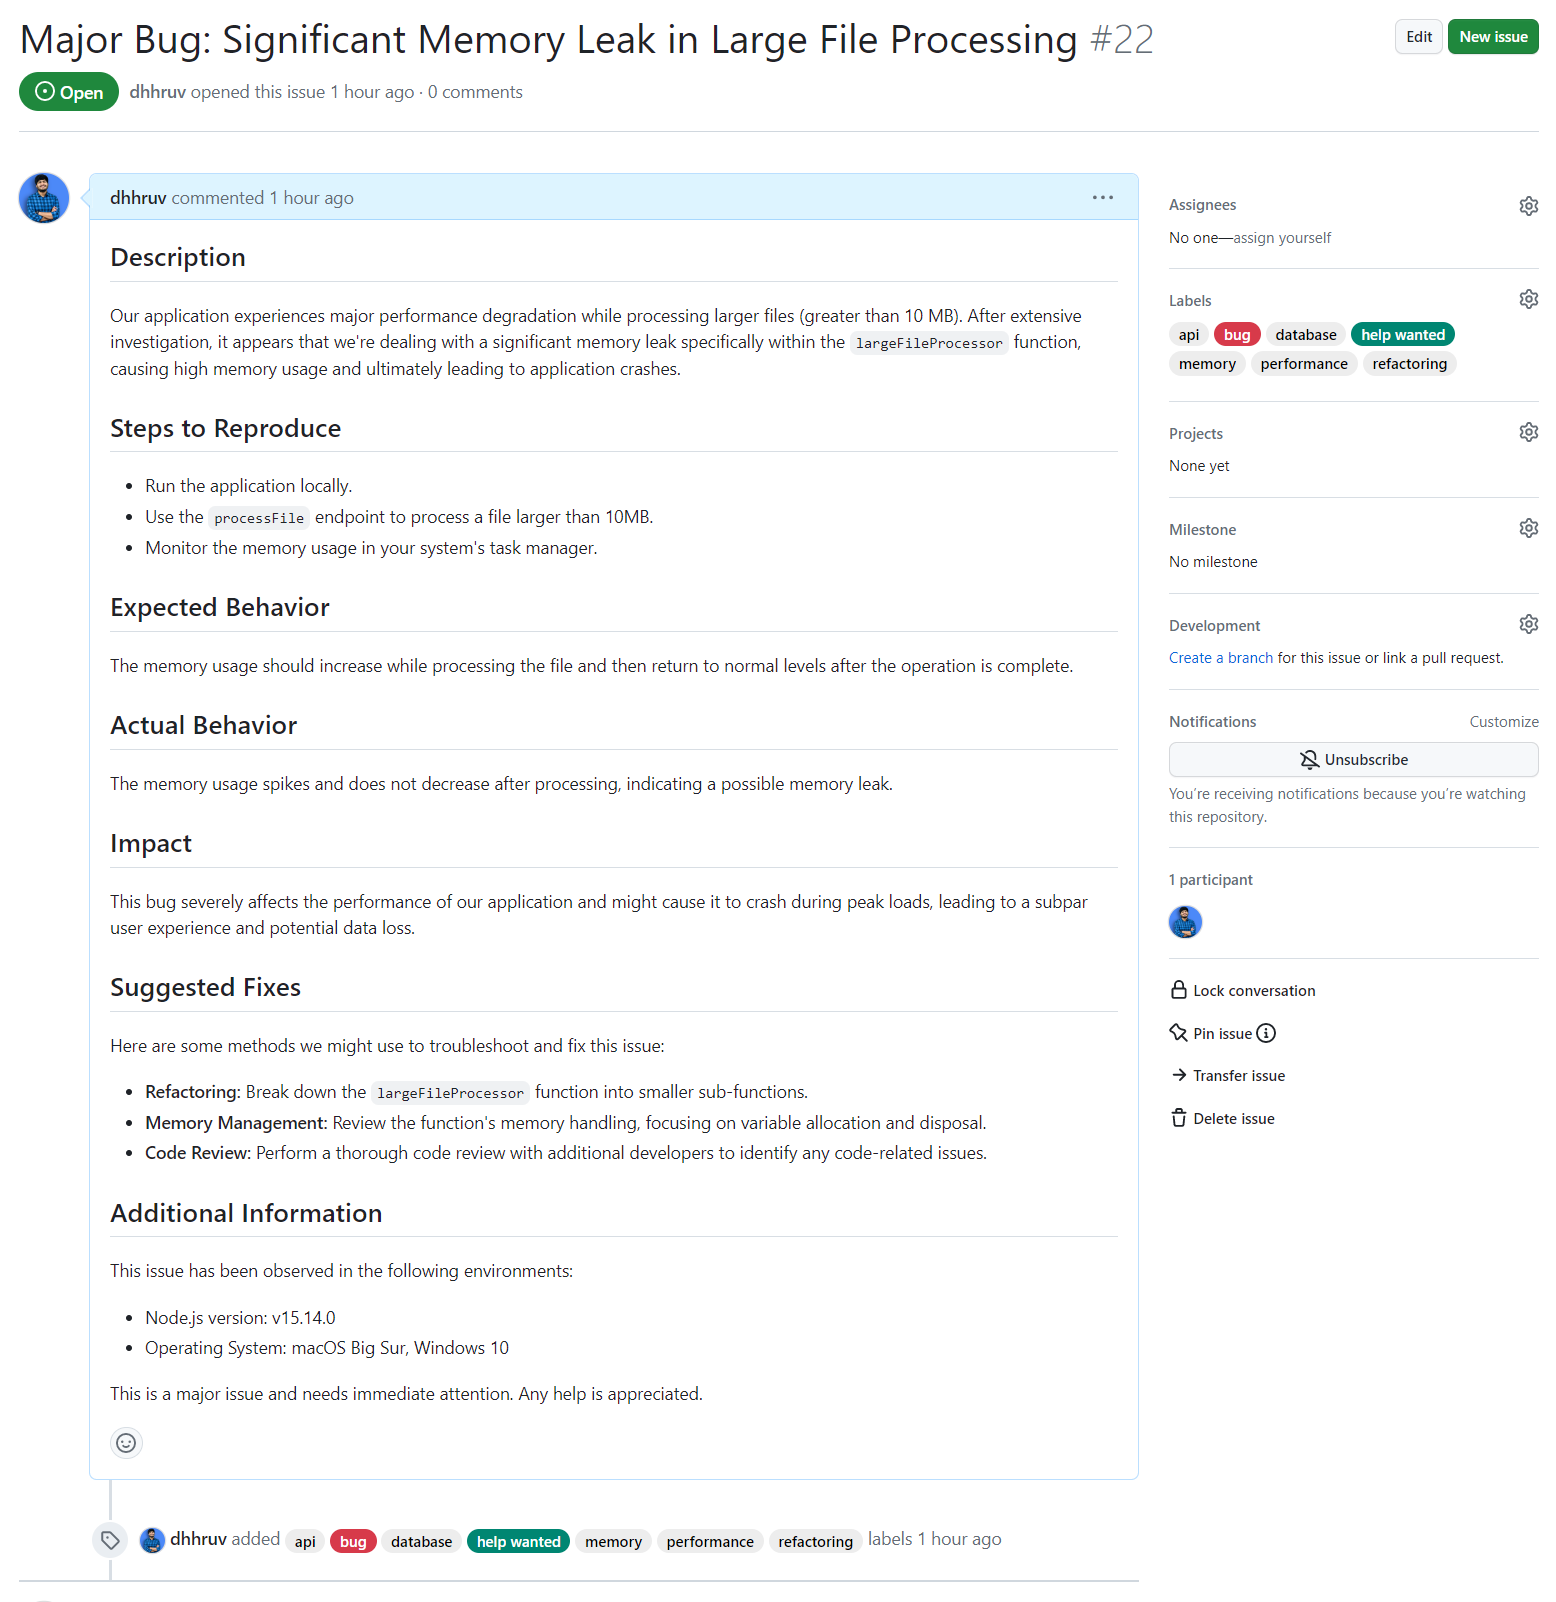 Major Bug: Significant Memory Leak in Large File Processing #22
Edit
New issue
Open
dhhruv opened this issue 1 hour ago · 0 comments
dhhruv commented 1 hour ago
Description
Our application experiences major performance degradation while processing larger files (greater than 10 MB). After extensive
investigation, it appears that we're dealing with a significant memory leak specifically within the largeFileProcessor function,
causing high memory usage and ultimately leading to application crashes.
Steps to Reproduce
• Run the application locally.
• Use the processFile endpoint to process a file larger than 10MB.
• Monitor the memory usage in your system's task manager.
Expected Behavior
The memory usage should increase while processing the file and then return to normal levels after the operation is complete.
Actual Behavior
The memory usage spikes and does not decrease after processing, indicating a possible memory leak.
Impact
This bug severely affects the performance of our application and might cause it to crash during peak loads, leading to a subpar
user experience and potential data loss.
Suggested Fixes
Here are some methods we might use to troubleshoot and fix this issue:
• Refactoring: Break down the largeFileProcessor function into smaller sub-functions.
• Memory Management: Review the function's memory handling, focusing on variable allocation and disposal.
• Code Review: Perform a thorough code review with additional developers to identify any code-related issues.
Additional Information
This issue has been observed in the following environments:
• Node.js version: v15.14.0
• Operating System: macOS Big Sur, Windows 10
This is a major issue and needs immediate attention. Any help is appreciated.
dhhruv added api bug database help wanted memory performance refactoring labels 1 hour ago
Assignees
No one—assign yourself
Labels
api bug database help wanted
memory performance refactoring
Projects
None yet
Milestone
No milestone
Development
Create a branch for this issue or link a pull request.
Notifications
Customize
Unsubscribe
You’re receiving notifications because you’re watching
this repository.
1 participant
Lock conversation
Pin issue
Transfer issue
Delete issue